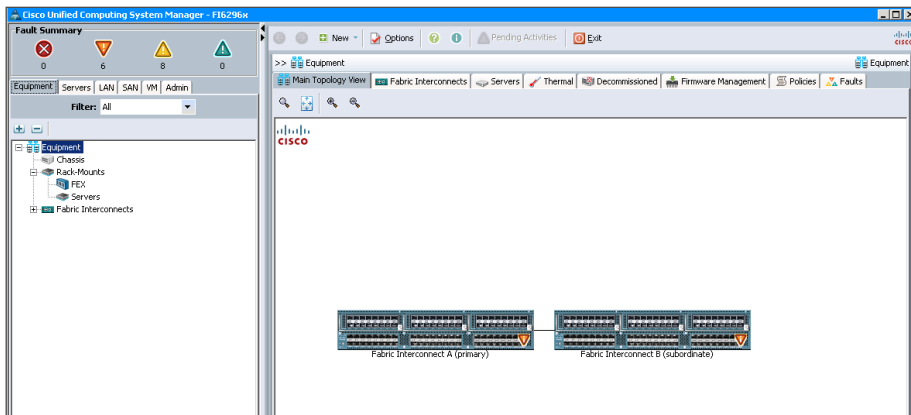 Cisco Unified Computing System Manager - FI6296x
Fault Summary
0 6 8 0
New Options Pending Activities Exit
>> Equipment Equipment
Equipment Servers LAN SAN VM Admin
Main Topology View Fabric Interconnects Servers Thermal Decommissioned Firmware Management Policies Faults
Filter: All
Equipment
Chassis
Rack-Mounts
FEX
Servers
Fabric Interconnects
CISCO
Fabric Interconnect A (primary) Fabric Interconnect B (subordinate)